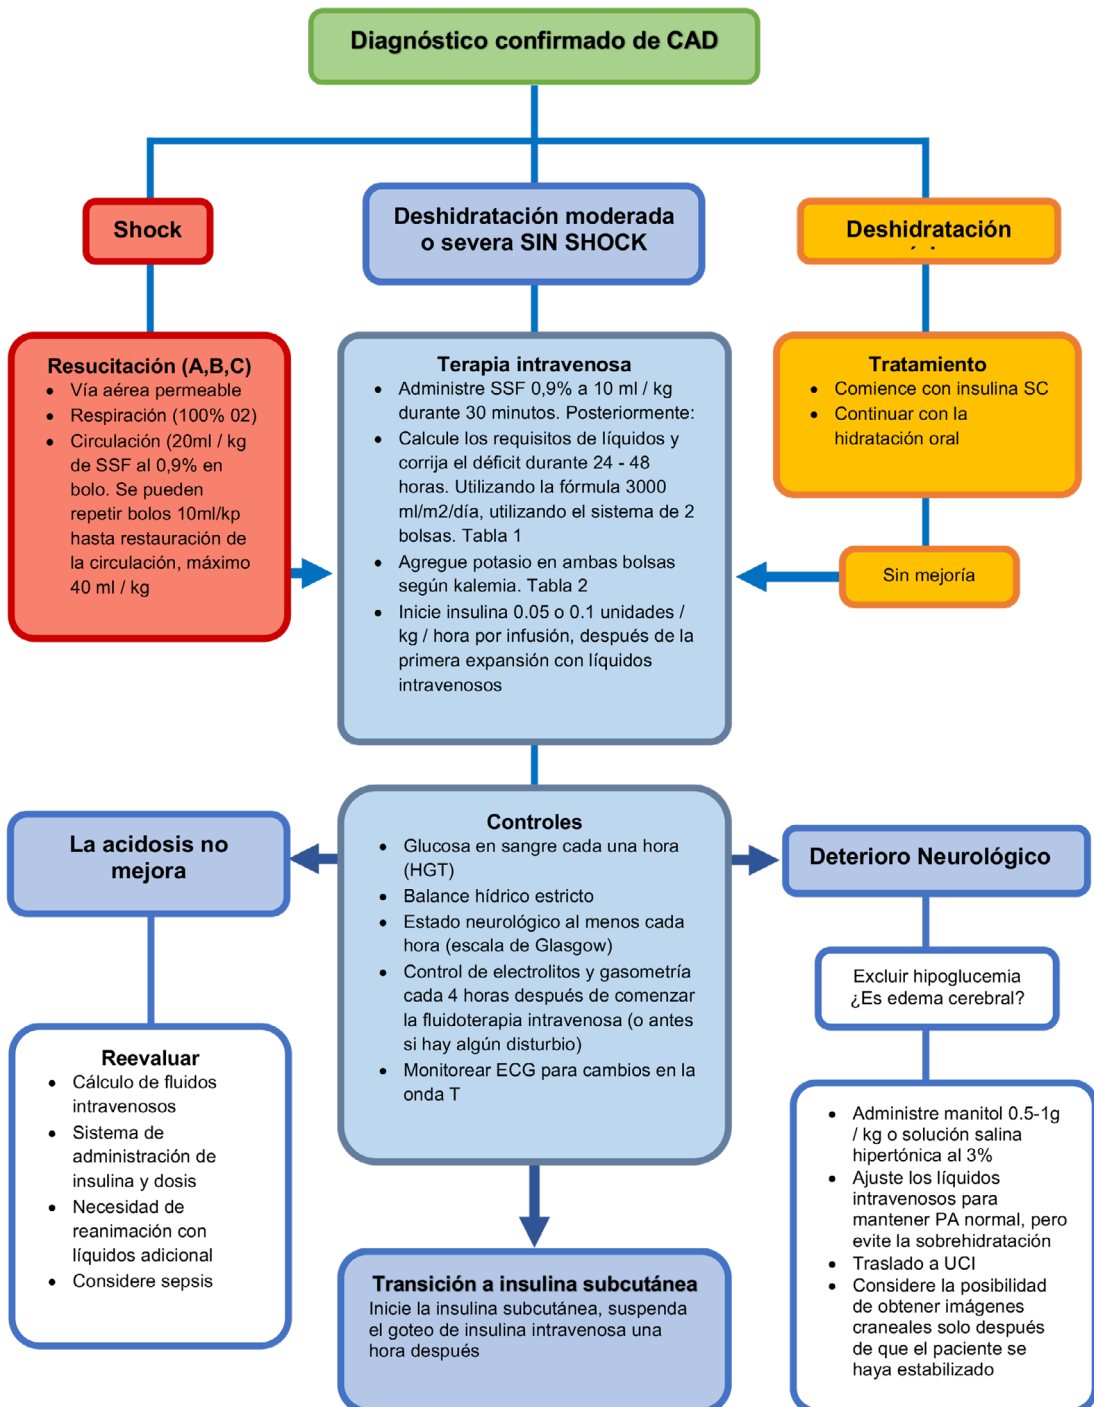 Diagnóstico confirmado de CAD
Shock
Deshidratación moderada
o severa SIN SHOCK
Deshidratación
Resucitación (A,B,C)
• Vía aérea permeable
• Respiración (100% 02)
• Circulación (20ml / kg
de SSF al 0,9% en
bolo. Se pueden
repetir bolos 10ml/kp
hasta restauración de
la circulación, máximo
40 ml / kg
Terapia intravenosa
• Administre SSF 0,9% a 10 ml / kg
durante 30 minutos. Posteriormente:
• Calcule los requisitos de líquidos y
corrija el déficit durante 24 - 48
horas. Utilizando la fórmula 3000
ml/m2/día, utilizando el sistema de 2
bolsas. Tabla 1
• Agregue potasio en ambas bolsas
según kalemia. Tabla 2
• Inicie insulina 0.05 o 0.1 unidades /
kg / hora por infusión, después de la
primera expansión con líquidos
intravenosos
Tratamiento
• Comience con insulina SC
• Continuar con la
hidratación oral
Sin mejoría
La acidosis no
mejora
Controles
• Glucosa en sangre cada una hora
(HGT)
• Balance hídrico estricto
• Estado neurológico al menos cada
hora (escala de Glasgow)
• Control de electrolitos y gasometría
cada 4 horas después de comenzar
la fluidoterapia intravenosa (o antes
si hay algún disturbio)
• Monitorear ECG para cambios en la
onda T
Deterioro Neurológico
Excluir hipoglucemia
¿Es edema cerebral?
Reevaluar
• Cálculo de fluidos
intravenosos
• Sistema de
administración de
insulina y dosis
• Necesidad de
reanimación con
líquidos adicional
• Considere sepsis
• Administre manitol 0.5-1g
/ kg o solución salina
hipertónica al 3%
• Ajuste los líquidos
intravenosos para
mantener PA normal, pero
evite la sobrehidratación
• Traslado a UCI
• Considere la posibilidad
de obtener imágenes
craneales solo después
de que el paciente se
haya estabilizado
Transición a insulina subcutánea
Inicie la insulina subcutánea, suspenda
el goteo de insulina intravenosa una
hora después